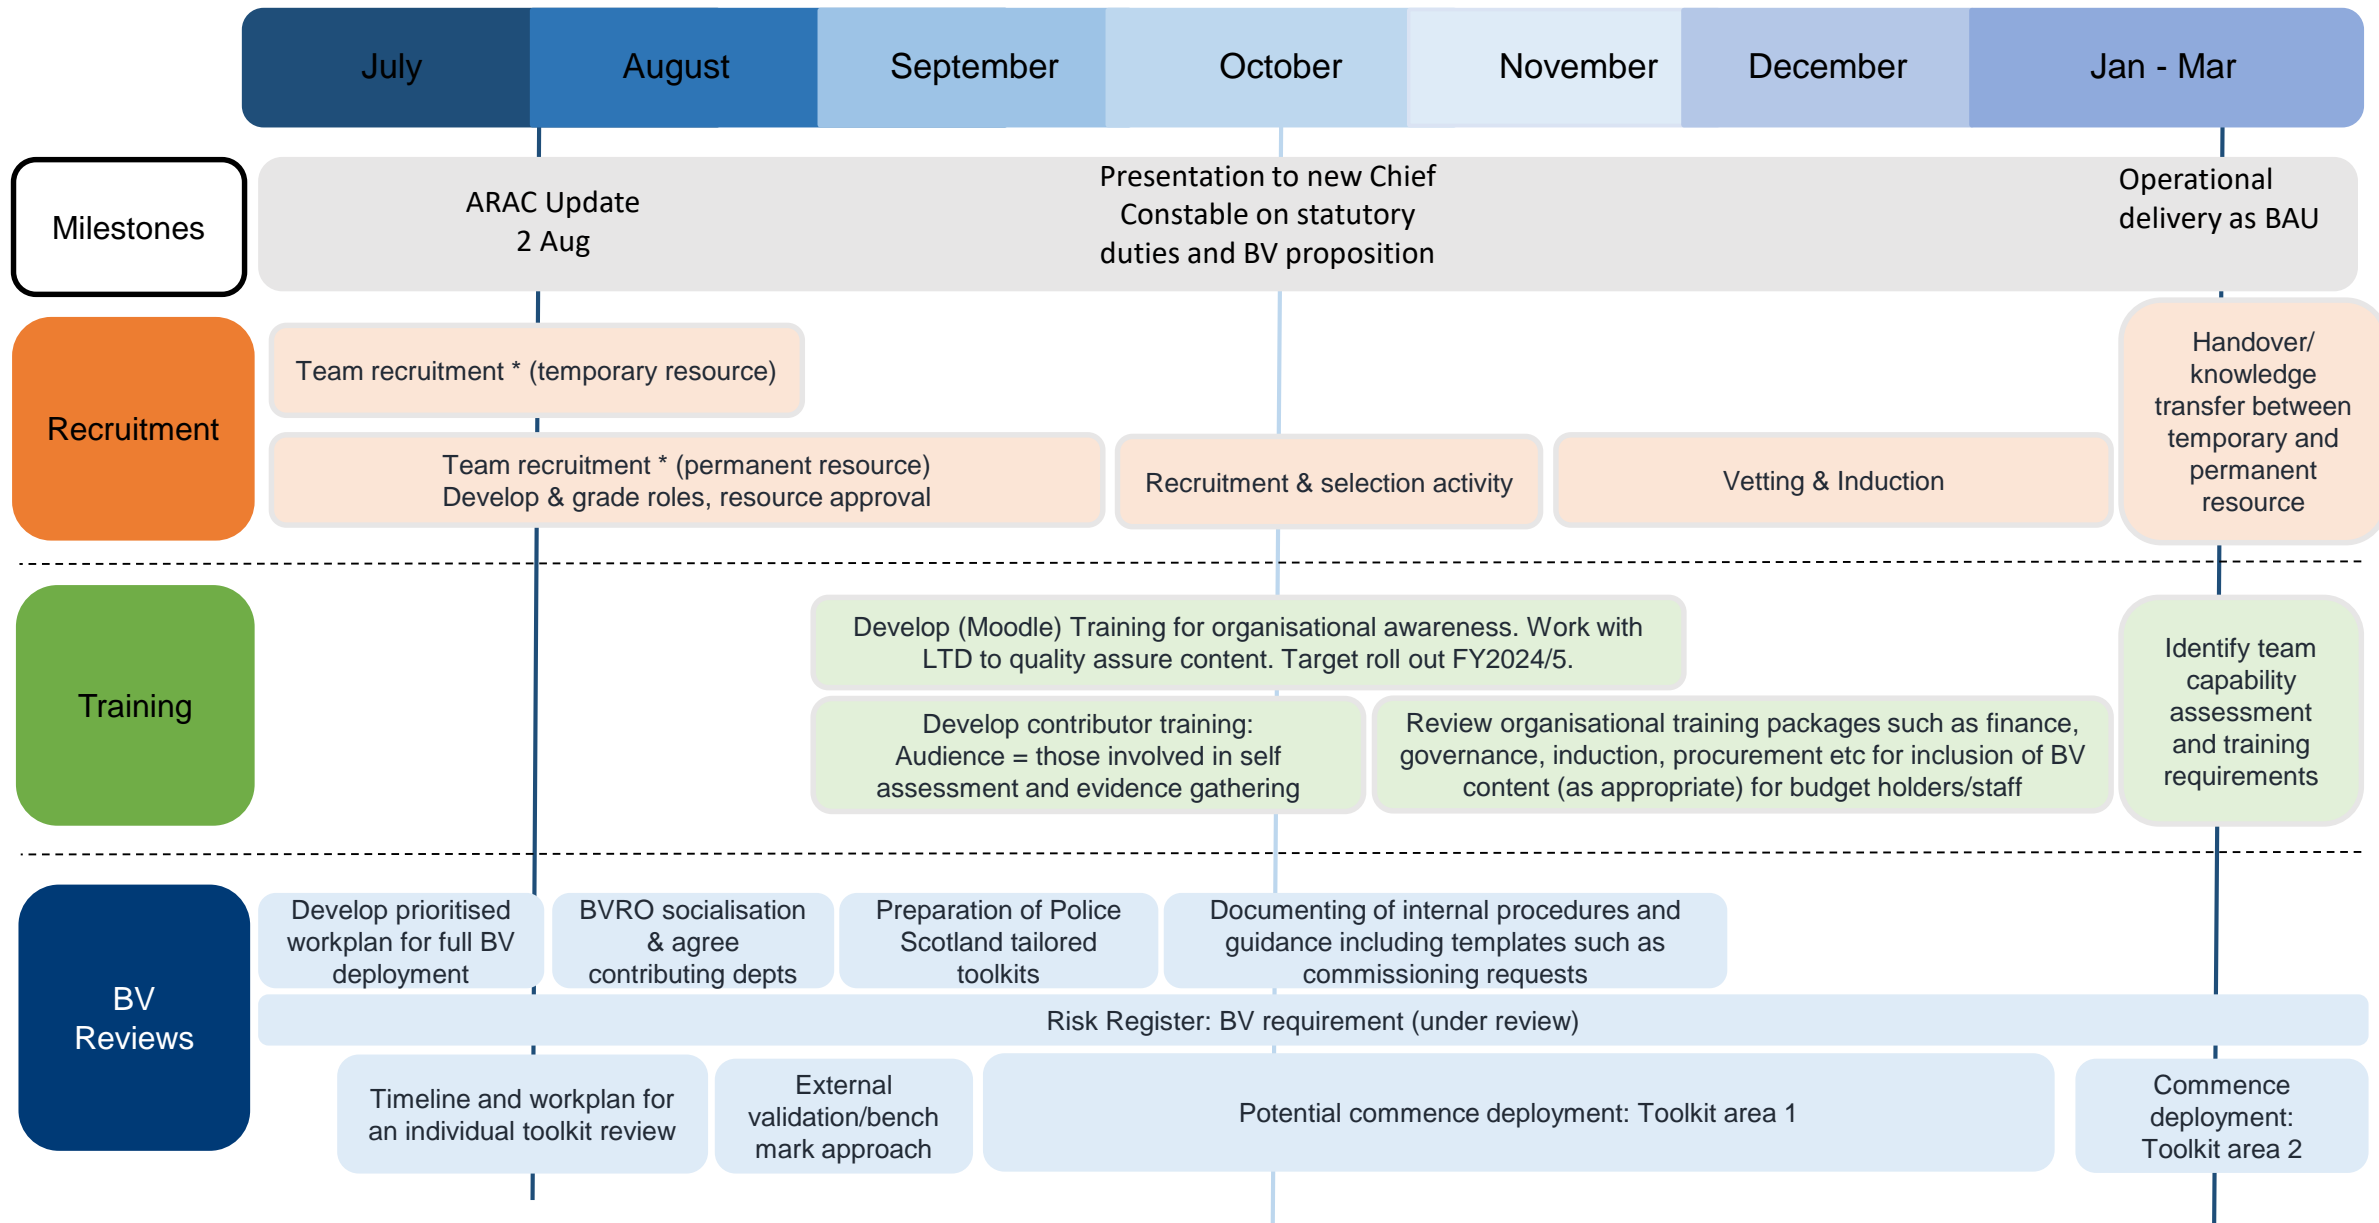 July
August
September
October
November
December
Jan - Mar
Milestones
ARAC Update
2 Aug
Presentation to new Chief
Constable on statutory
duties and BV proposition
Operational
delivery as BAU
Recruitment
Team recruitment * (temporary resource)
Team recruitment * (permanent resource)
Develop & grade roles, resource approval
Recruitment & selection activity
Vetting & Induction
Handover/
knowledge
transfer between
temporary and
permanent
resource
Training
Develop (Moodle) Training for organisational awareness. Work with
LTD to quality assure content. Target roll out FY2024/5.
Develop contributor training:
Audience = those involved in self
assessment and evidence gathering
Review organisational training packages such as finance,
governance, induction, procurement etc for inclusion of BV
content (as appropriate) for budget holders/staff
Identify team
capability
assessment
and training
requirements
BV
Reviews
Develop prioritised
workplan for full BV
deployment
BVRO socialisation
& agree
contributing depts
Preparation of Police
Scotland tailored
toolkits
Documenting of internal procedures and
guidance including templates such as
commissioning requests
Risk Register: BV requirement (under review)
Timeline and workplan for
an individual toolkit review
External
validation/bench
mark approach
Potential commence deployment: Toolkit area 1
Commence
deployment:
Toolkit area 2